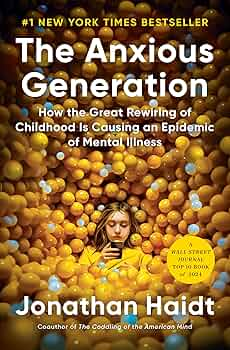 #1 NEW YORK TIMES BESTSELLER
The Anxious
Generation
How the Great Rewiring of
Childhood Is Causing an Epidemic
of Mental Illness
A
WALL STREET
JOURNAL
TOP 10 BOOK
of
2024
Jonathan Haidt
Coauthor of The Coddling of the American Mind